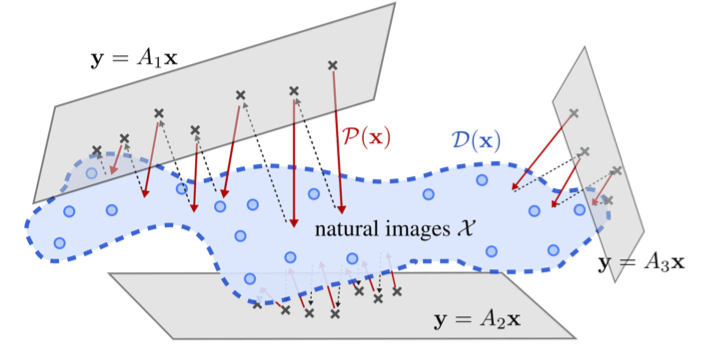 y = A₁x
P(x)
D(x)
natural images X
y = A₃x
y = A₂x